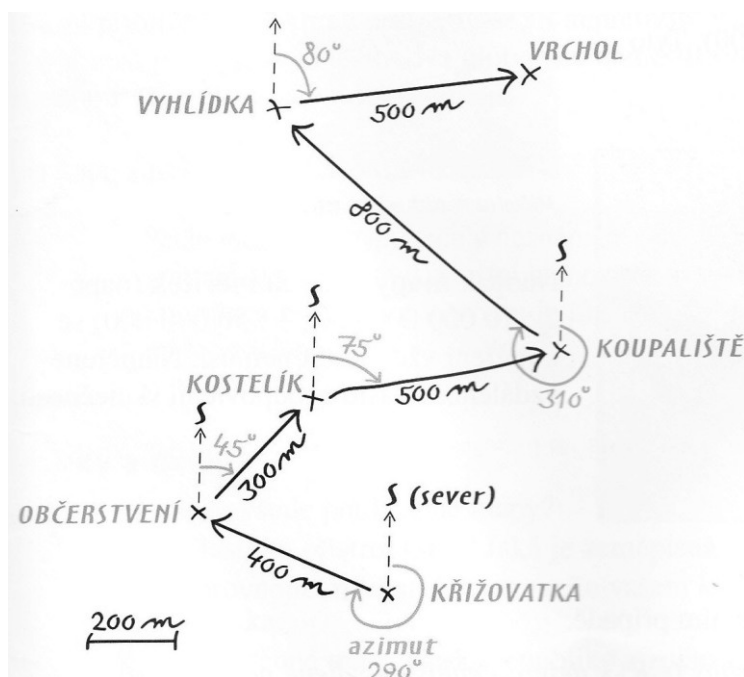 80°
VRCHOL
VYHLÍDKA
500 m
800 m
S
S
75°
KOUPALIŠTĚ
KOSTELÍK
500 m
310°
S
45°
300 m
S (sever)
OBČERSTVENÍ
400 m
KŘIŽOVATKA
200 m
azimut
290°